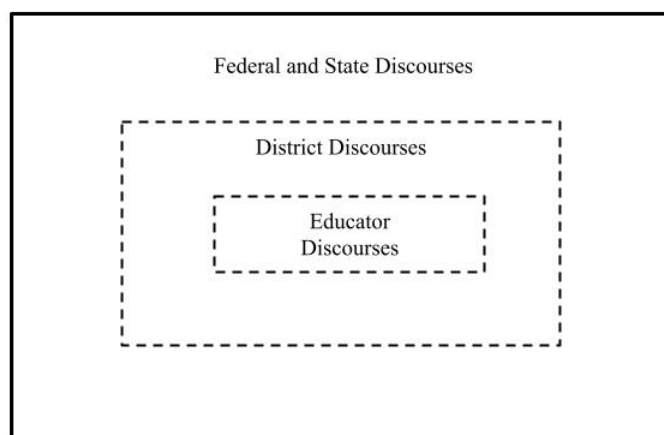 Federal and State Discourses
District Discourses
Educator
Discourses